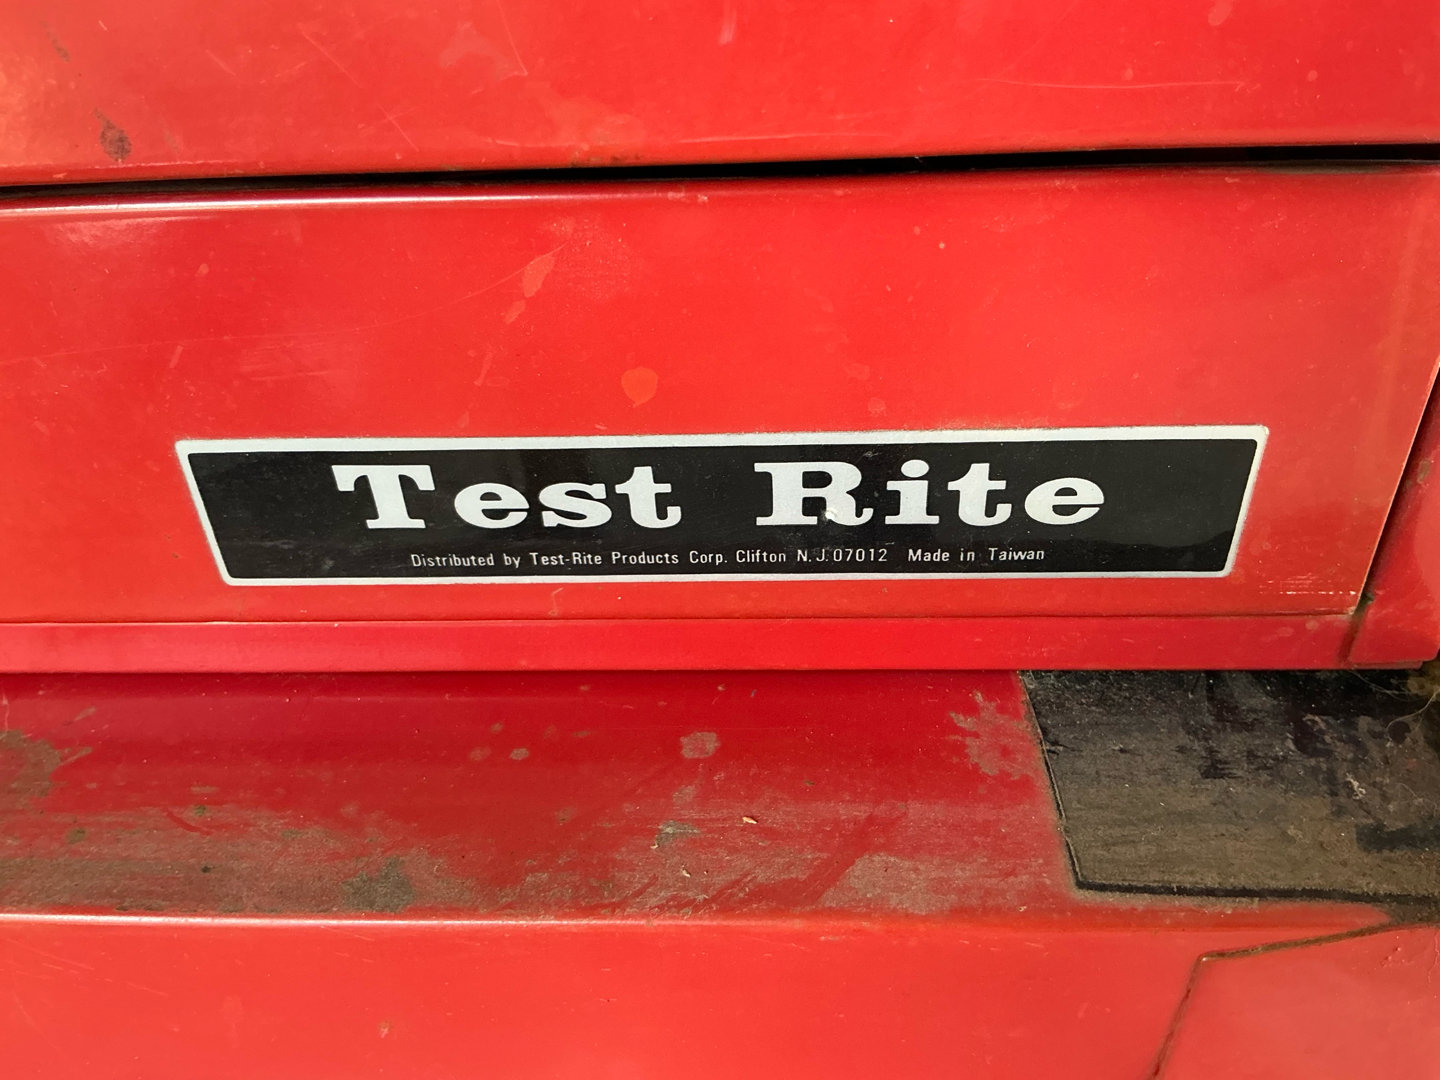 Test Rite
Distributed by Test-Rite Products Corp. Clifton N.J.07012 Made in Taiwan